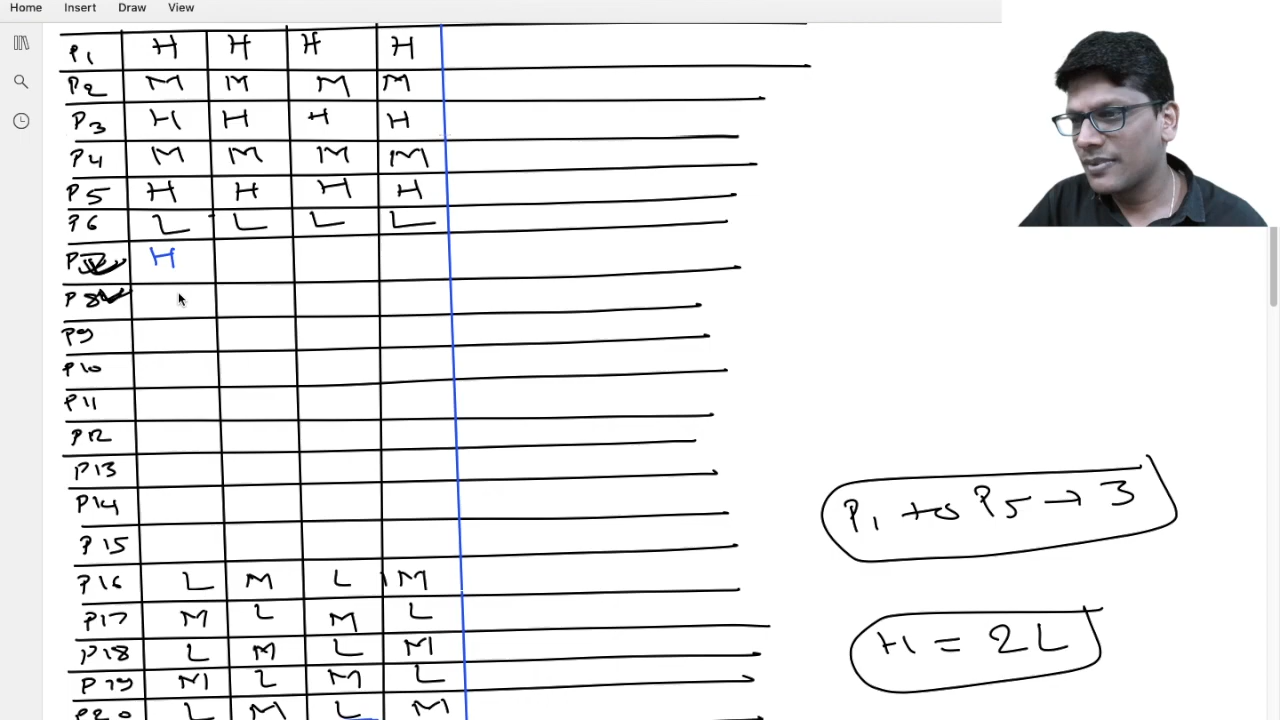 Home Insert Draw View
P1 H H H H
P2 M M M M
P3 H H H H
P4 M M M M
P5 H H H H
P6 L L L L
P7 H
P8
P9
P10
P11
P12
P13
P14
P15
P16 L M L M
P17 M L M L
P18 L M L M
P19 M L M L
P20 L M L M
P1 to P5 → 3
H = 2L